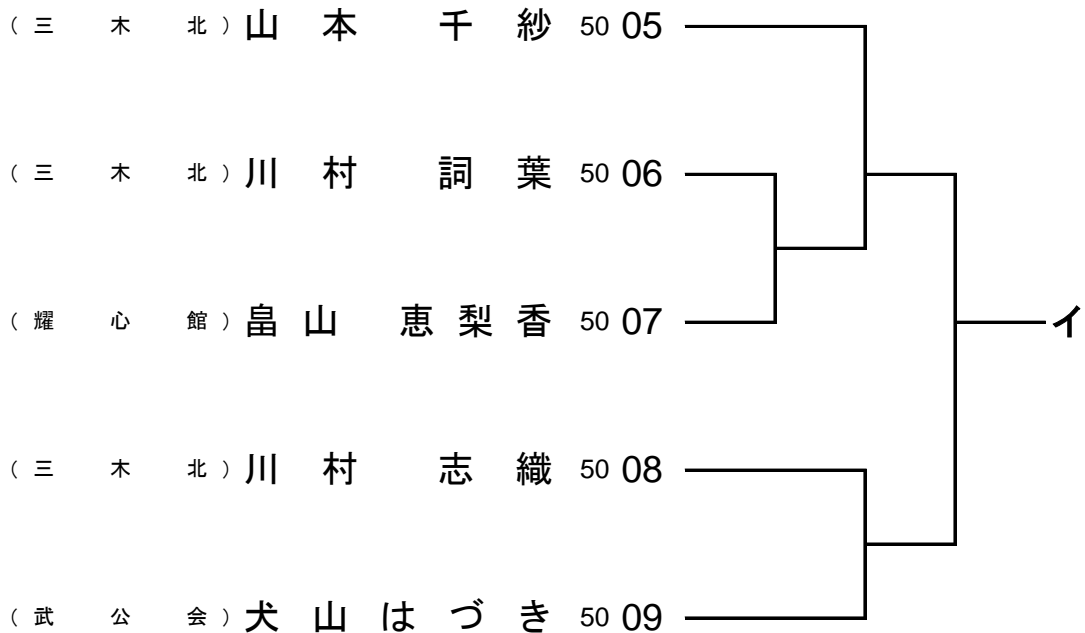 (三木北) 山本 千紗 50 05
(三木北) 川村 詞葉 50 06
(耀心館) 畠山 恵梨香 50 07
イ
(三木北) 川村 志織 50 08
(武公会) 犬山はづき 50 09